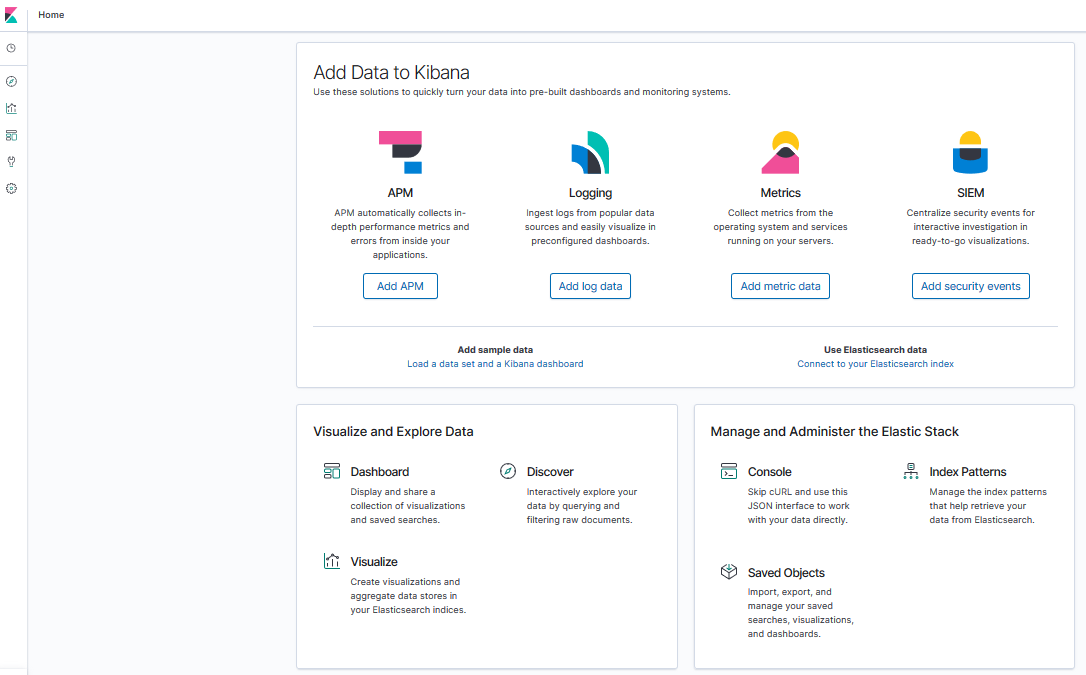 Home
Add Data to Kibana
Use these solutions to quickly turn your data into pre-built dashboards and monitoring systems.
APM
APM automatically collects in-
depth performance metrics and
errors from inside your
applications.
Add APM
Logging
Ingest logs from popular data
sources and easily visualize in
preconfigured dashboards.
Add log data
Metrics
Collect metrics from the
operating system and services
running on your servers.
Add metric data
SIEM
Centralize security events for
interactive investigation in
ready-to-go visualizations.
Add security events
Add sample data
Load a data set and a Kibana dashboard
Use Elasticsearch data
Connect to your Elasticsearch index
Visualize and Explore Data
Dashboard
Display and share a
collection of visualizations
and saved searches.
Discover
Interactively explore your
data by querying and
filtering raw documents.
Visualize
Create visualizations and
aggregate data stores in
your Elasticsearch indices.
Manage and Administer the Elastic Stack
Console
Skip cURL and use this
JSON interface to work
with your data directly.
Index Patterns
Manage the index patterns
that help retrieve your
data from Elasticsearch.
Saved Objects
Import, export, and
manage your saved
searches, visualizations,
and dashboards.